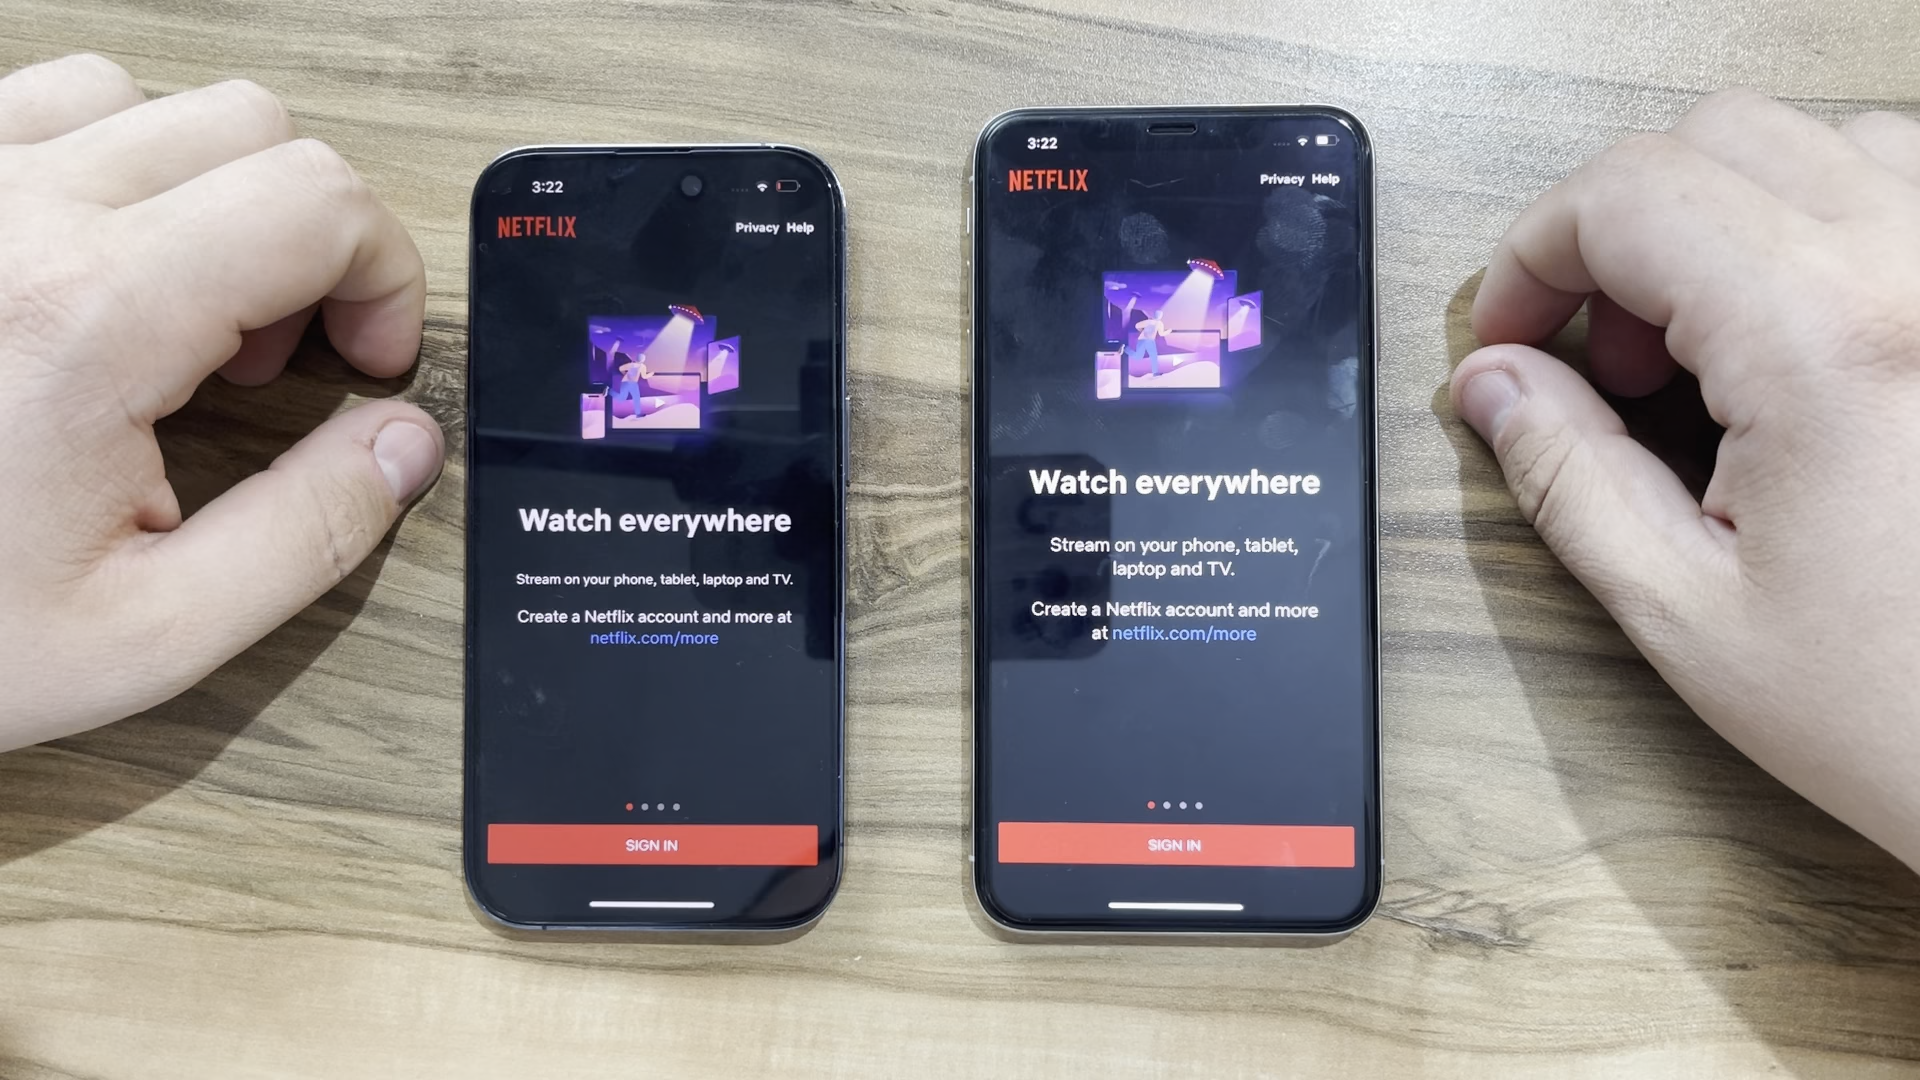 3:22
NETFLIX
Privacy Help
Watch everywhere
Stream on your phone, tablet, laptop and TV.
Create a Netflix account and more at
netflix.com/more
SIGN IN
3:22
NETFLIX
Privacy Help
Watch everywhere
Stream on your phone, tablet,
laptop and TV.
Create a Netflix account and more
at netflix.com/more
SIGN IN